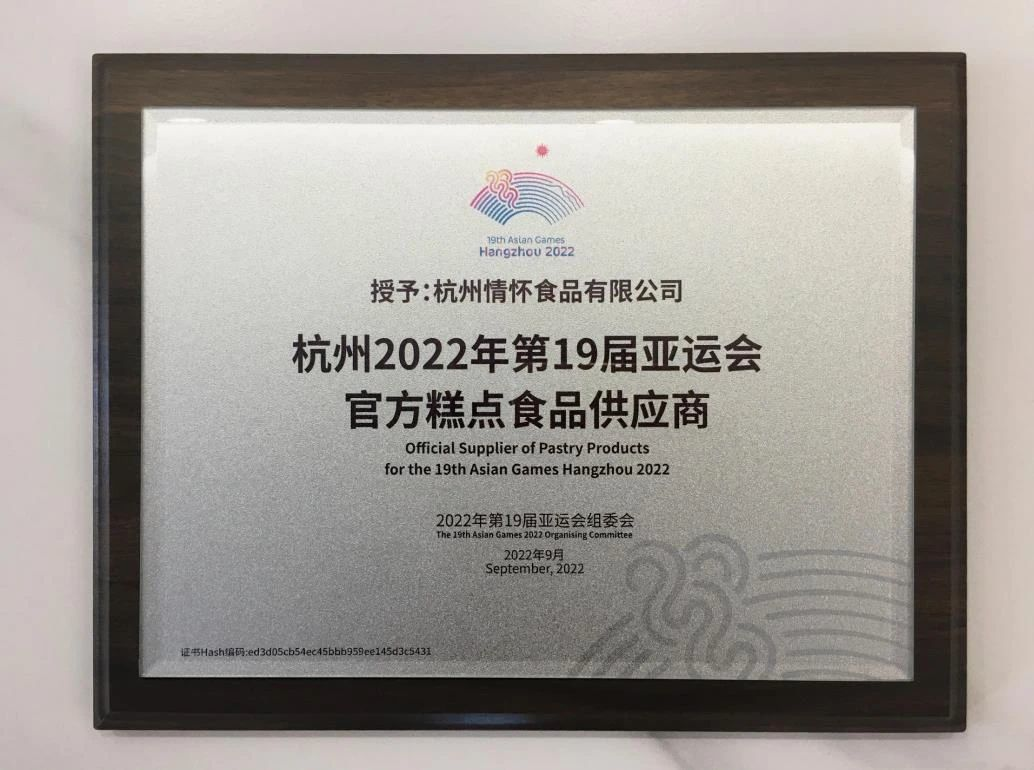 19th Asian Games
Hangzhou 2022
授予:杭州情怀食品有限公司
杭州2022年第19届亚运会
官方糕点食品供应商
Official Supplier of Pastry Products
for the 19th Asian Games Hangzhou 2022
2022年第19届亚运会组委会
The 19th Asian Games 2022 Organising Committee
2022年9月
September, 2022
证书Hash编码:ed3d05cb54ec45bbb959ee145d3c5431